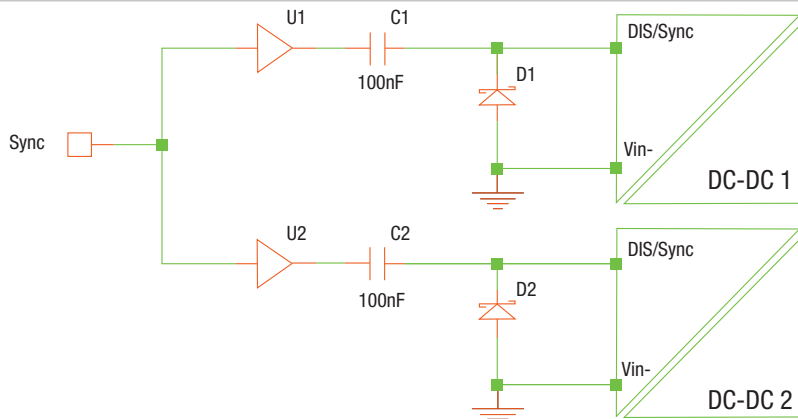 U1
C1
100nF
D1
DIS/Sync
Vin-
DC-DC 1
Sync
U2
C2
100nF
D2
DIS/Sync
Vin-
DC-DC 2